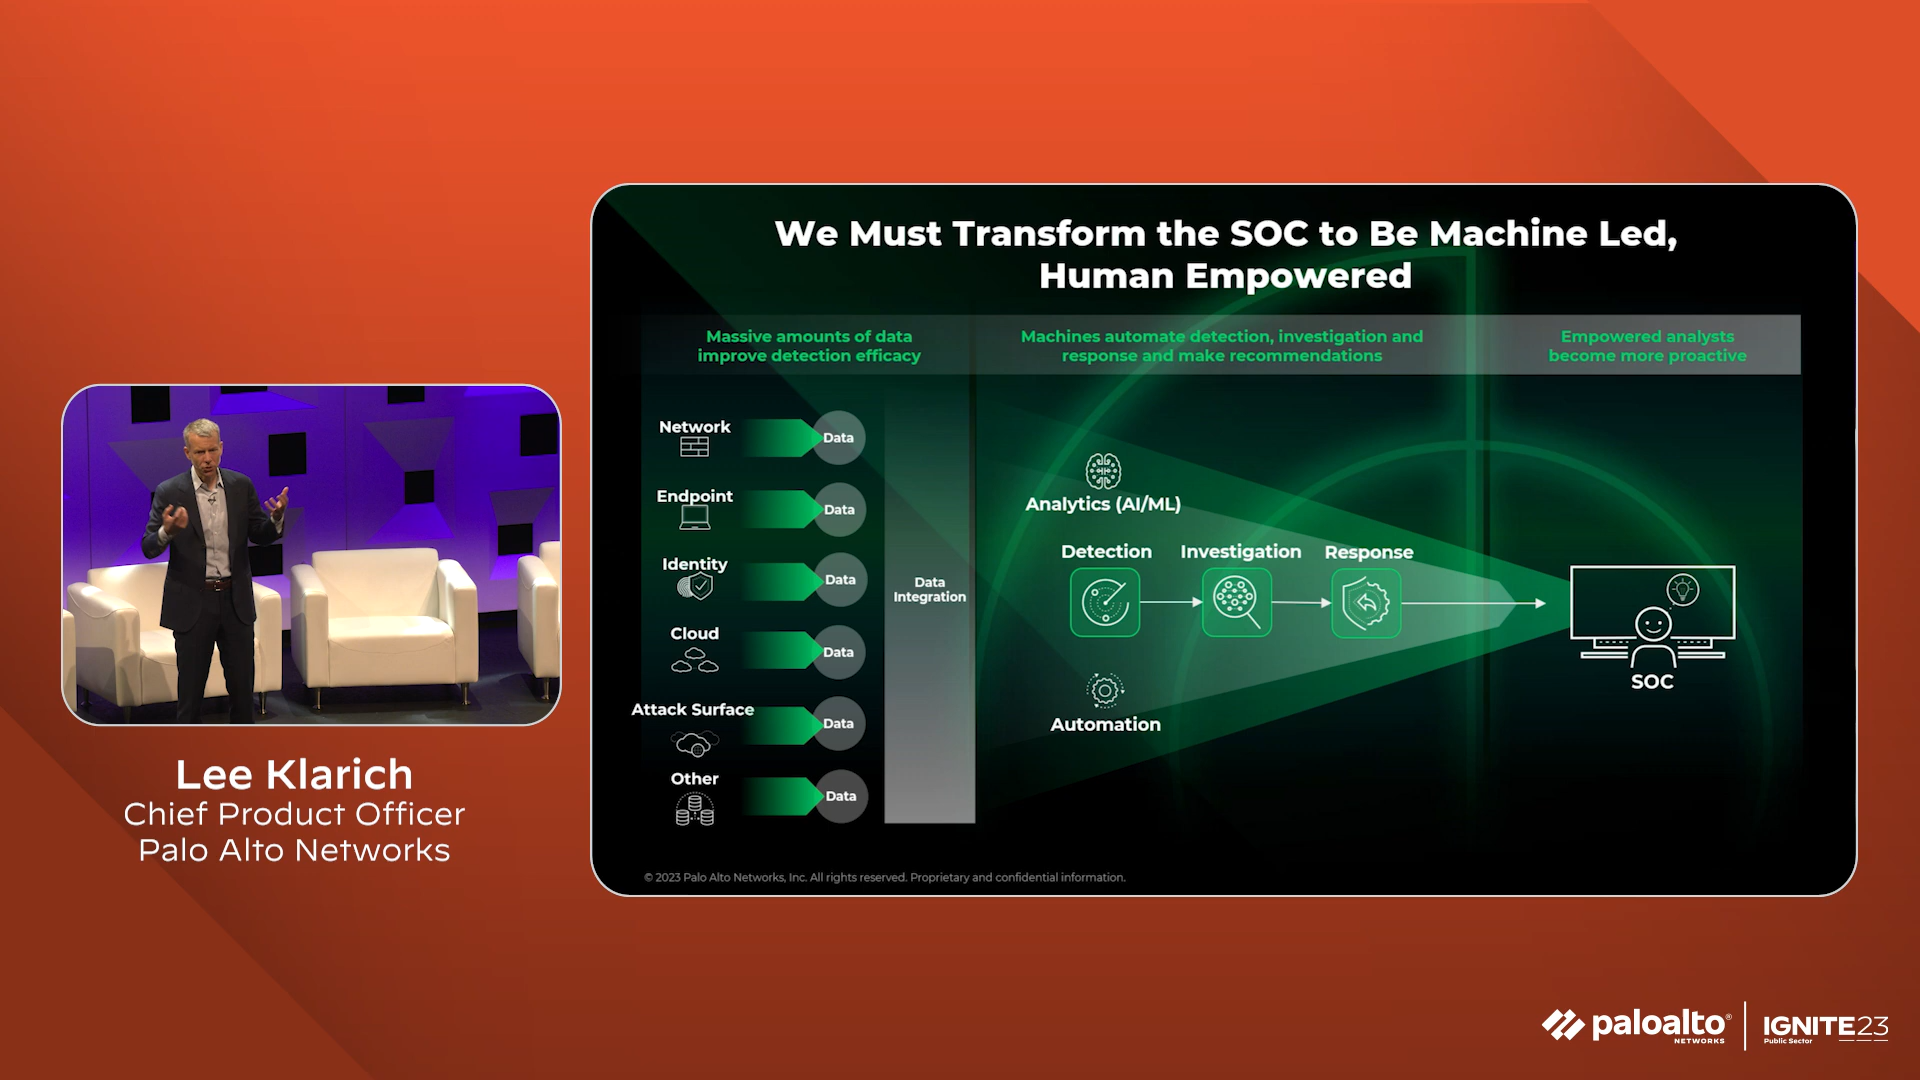 We Must Transform the SOC to Be Machine Led,
Human Empowered
Massive amounts of data
improve detection efficacy
Machines automate detection, investigation and
response and make recommendations
Empowered analysts
become more proactive
Network
Data
Endpoint
Data
Identity
Data
Cloud
Data
Attack Surface
Data
Other
Data
Data
Integration
Analytics (AI/ML)
Detection
Investigation
Response
Automation
SOC
© 2023 Palo Alto Networks, Inc. All rights reserved. Proprietary and confidential information.
Lee Klarich
Chief Product Officer
Palo Alto Networks
paloalto®
NETWORKS
IGNITE23
Public Sector